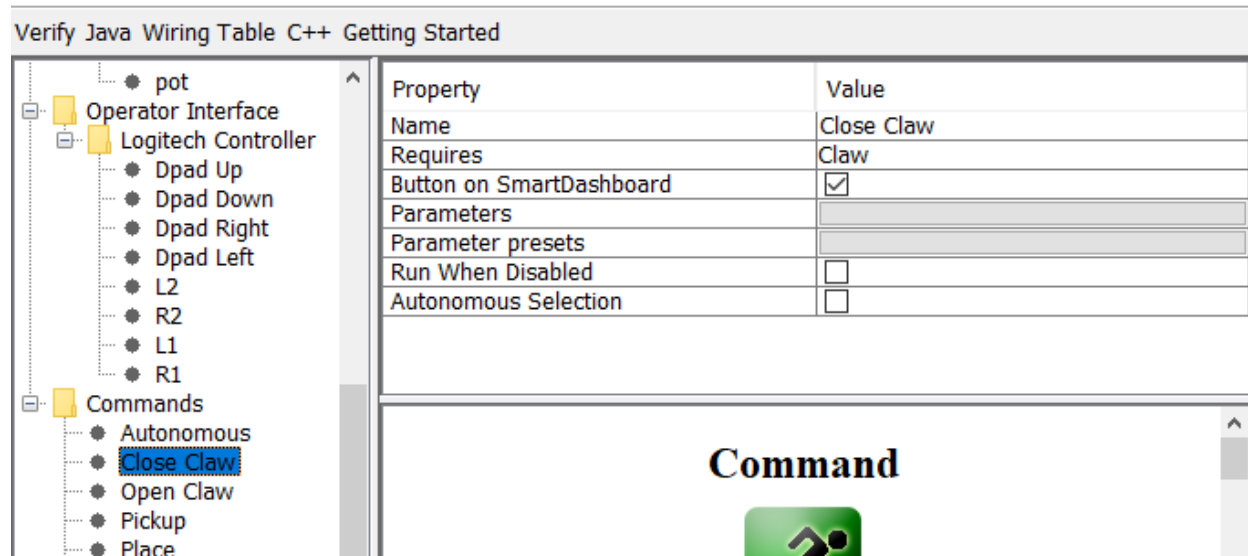 Verify Java Wiring Table C++ Getting Started
pot
Operator Interface
Logitech Controller
Dpad Up
Dpad Down
Dpad Right
Dpad Left
L2
R2
L1
R1
Commands
Autonomous
Close Claw
Open Claw
Pickup
Place
Property Value
Name Close Claw
Requires Claw
Button on SmartDashboard
Parameters
Parameter presets
Run When Disabled
Autonomous Selection
Command